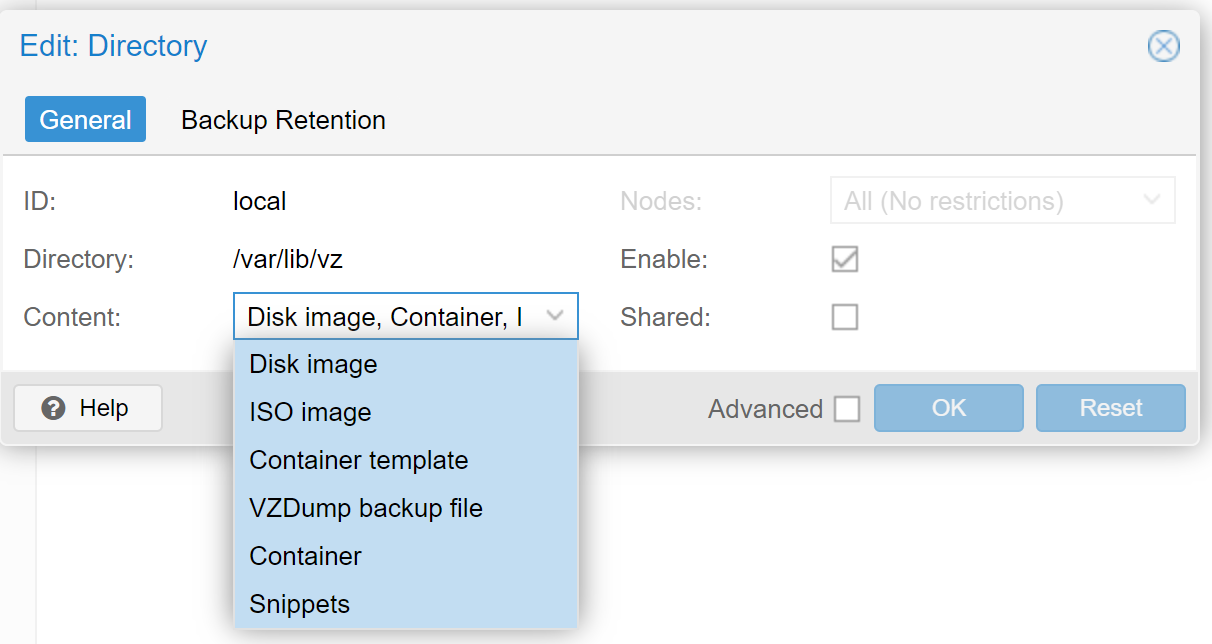 Edit: Directory
General Backup Retention
ID: local Nodes: All (No restrictions)
Directory: /var/lib/vz Enable:
Content: Disk image, Container, I Shared:
Disk image
Help ISO image Advanced OK Reset
Container template
VZDump backup file
Container
Snippets